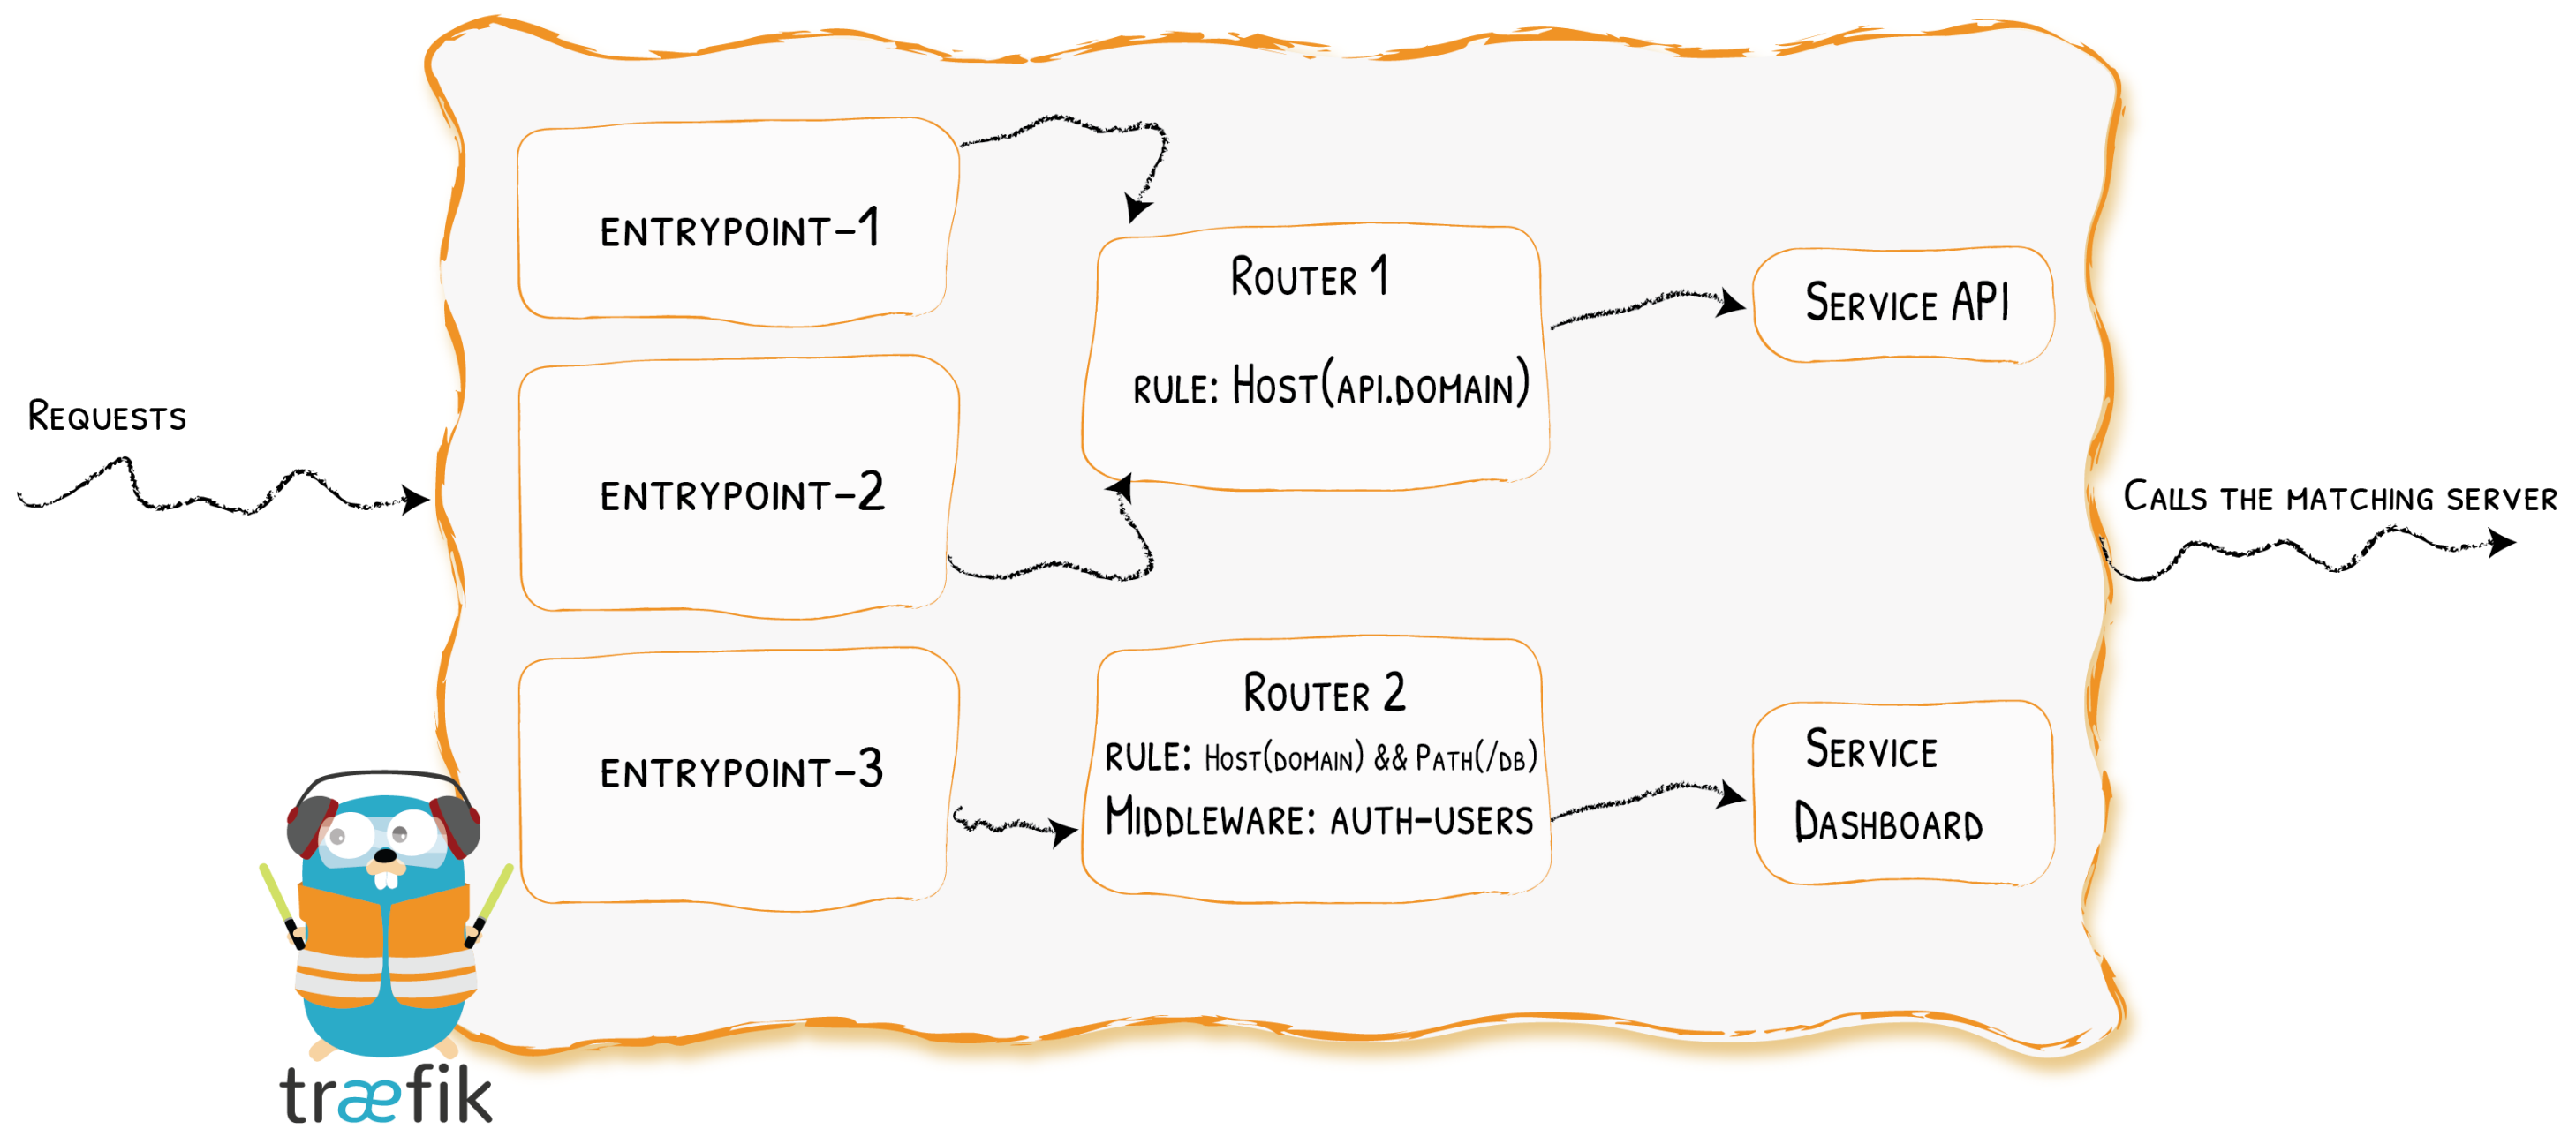 Requests
entrypoint-1
entrypoint-2
entrypoint-3
Router 1
rule: Host(api.domain)
Router 2
rule: Host(domain) && Path(/db)
Middleware: auth-users
Service API
Service
Dashboard
Calls the matching server
træfik